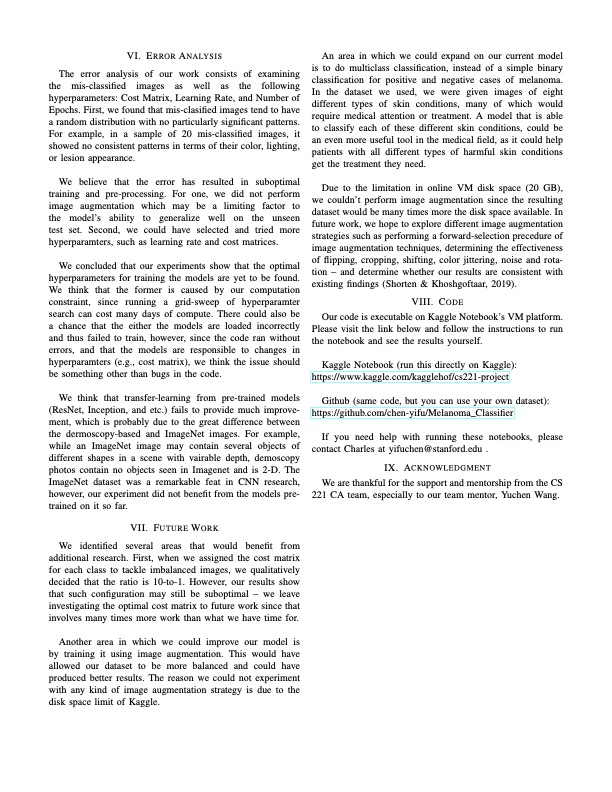 VI. ERROR ANALYSIS
The error analysis of our work consists of examining
the mis-classified images as well as the following
hyperparameters: Cost Matrix, Learning Rate, and Number of
Epochs. First, we found that mis-classified images tend to have
a random distribution with no particularly significant patterns.
For example, in a sample of 20 mis-classified images, it
showed no consistent patterns in terms of their color, lighting,
or lesion appearance.
We believe that the error has resulted in suboptimal
training and pre-processing. For one, we did not perform
image augmentation which may be a limiting factor to
the model's ability to generalize well on the unseen
test set. Second, we could have selected and tried more
hyperparamters, such as learning rate and cost matrices.
We concluded that our experiments show that the optimal
hyperparameters for training the models are yet to be found.
We think that the former is caused by our computation
constraint, since running a grid-sweep of hyperparamter
search can cost many days of compute. There could also be
a chance that the either the models are loaded incorrectly
and thus failed to train, however, since the code ran without
errors, and that the models are responsible to changes in
hyperparamters (e.g., cost matrix), we think the issue should
be something other than bugs in the code.
We think that transfer-learning from pre-trained models
(ResNet, Inception, and etc.) fails to provide much improve-
ment, which is probably due to the great difference between
the dermoscopy-based and ImageNet images. For example,
while an ImageNet image may contain several objects of
different shapes in a scene with vairable depth, demoscopy
photos contain no objects seen in Imagenet and is 2-D. The
ImageNet dataset was a remarkable feat in CNN research,
however, our experiment did not benefit from the models pre-
trained on it so far.
VII. FUTURE WORK
We identified several areas that would benefit from
additional research. First, when we assigned the cost matrix
for each class to tackle imbalanced images, we qualitatively
decided that the ratio is 10-to-1. However, our results show
that such configuration may still be suboptimal – we leave
investigating the optimal cost matrix to future work since that
involves many times more work than what we have time for.
Another area in which we could improve our model is
by training it using image augmentation. This would have
allowed our dataset to be more balanced and could have
produced better results. The reason we could not experiment
with any kind of image augmentation strategy is due to the
disk space limit of Kaggle.
An area in which we could expand on our current model
is to do multiclass classification, instead of a simple binary
classification for positive and negative cases of melanoma.
In the dataset we used, we were given images of eight
different types of skin conditions, many of which would
require medical attention or treatment. A model that is able
to classify each of these different skin conditions, could be
an even more useful tool in the medical field, as it could help
patients with all different types of harmful skin conditions
get the treatment they need.
Due to the limitation in online VM disk space (20 GB),
we couldn't perform image augmentation since the resulting
dataset would be many times more the disk space available. In
future work, we hope to explore different image augmentation
strategies such as performing a forward-selection precedure of
image augmentation techniques, determining the effectiveness
of flipping, cropping, shifting, color jittering, noise and rota-
tion – and determine whether our results are consistent with
existing findings (Shorten & Khoshgoftaar, 2019).
VIII. CODE
Our code is executable on Kaggle Notebook's VM platform.
Please visit the link below and follow the instructions to run
the notebook and see the results yourself.
Kaggle Notebook (run this directly on Kaggle):
https://www.kaggle.com/kagglehof/cs221-project
Github (same code, but you can use your own dataset):
https://github.com/chen-yifu/Melanoma_Classifier
If you need help with running these notebooks, please
contact Charles at yifuchen@stanford.edu .
IX. ACKNOWLEDGMENT
We are thankful for the support and mentorship from the CS
221 CA team, especially to our team mentor, Yuchen Wang.